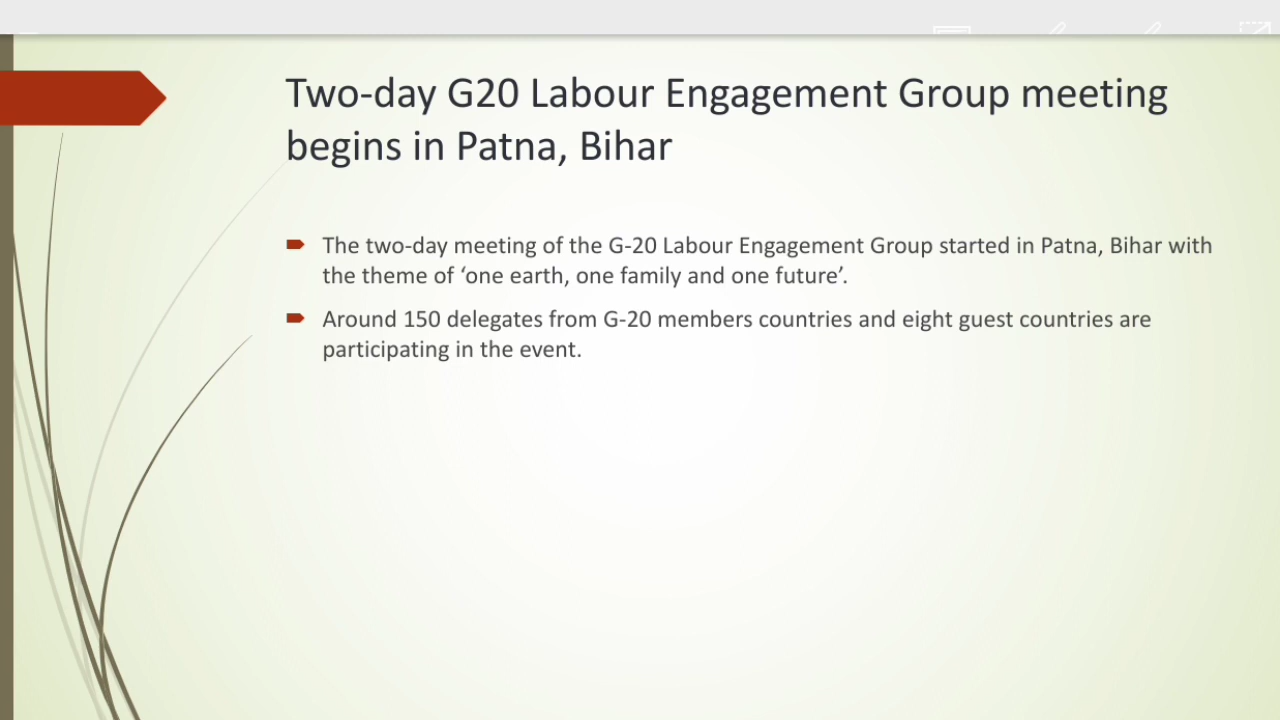 Two-day G20 Labour Engagement Group meeting
begins in Patna, Bihar
The two-day meeting of the G-20 Labour Engagement Group started in Patna, Bihar with
the theme of ‘one earth, one family and one future’.
Around 150 delegates from G-20 members countries and eight guest countries are
participating in the event.